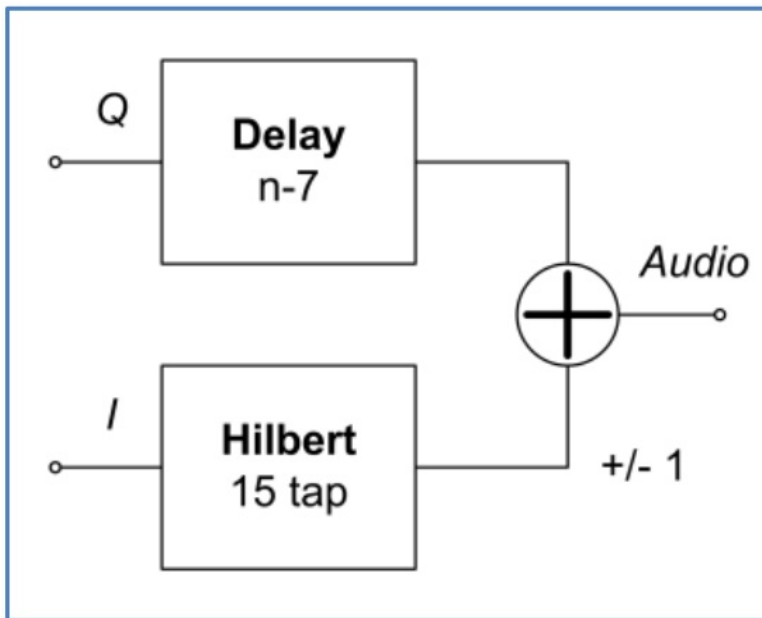 Q
Delay
n-7
Audio
I
Hilbert
15 tap
+/- 1